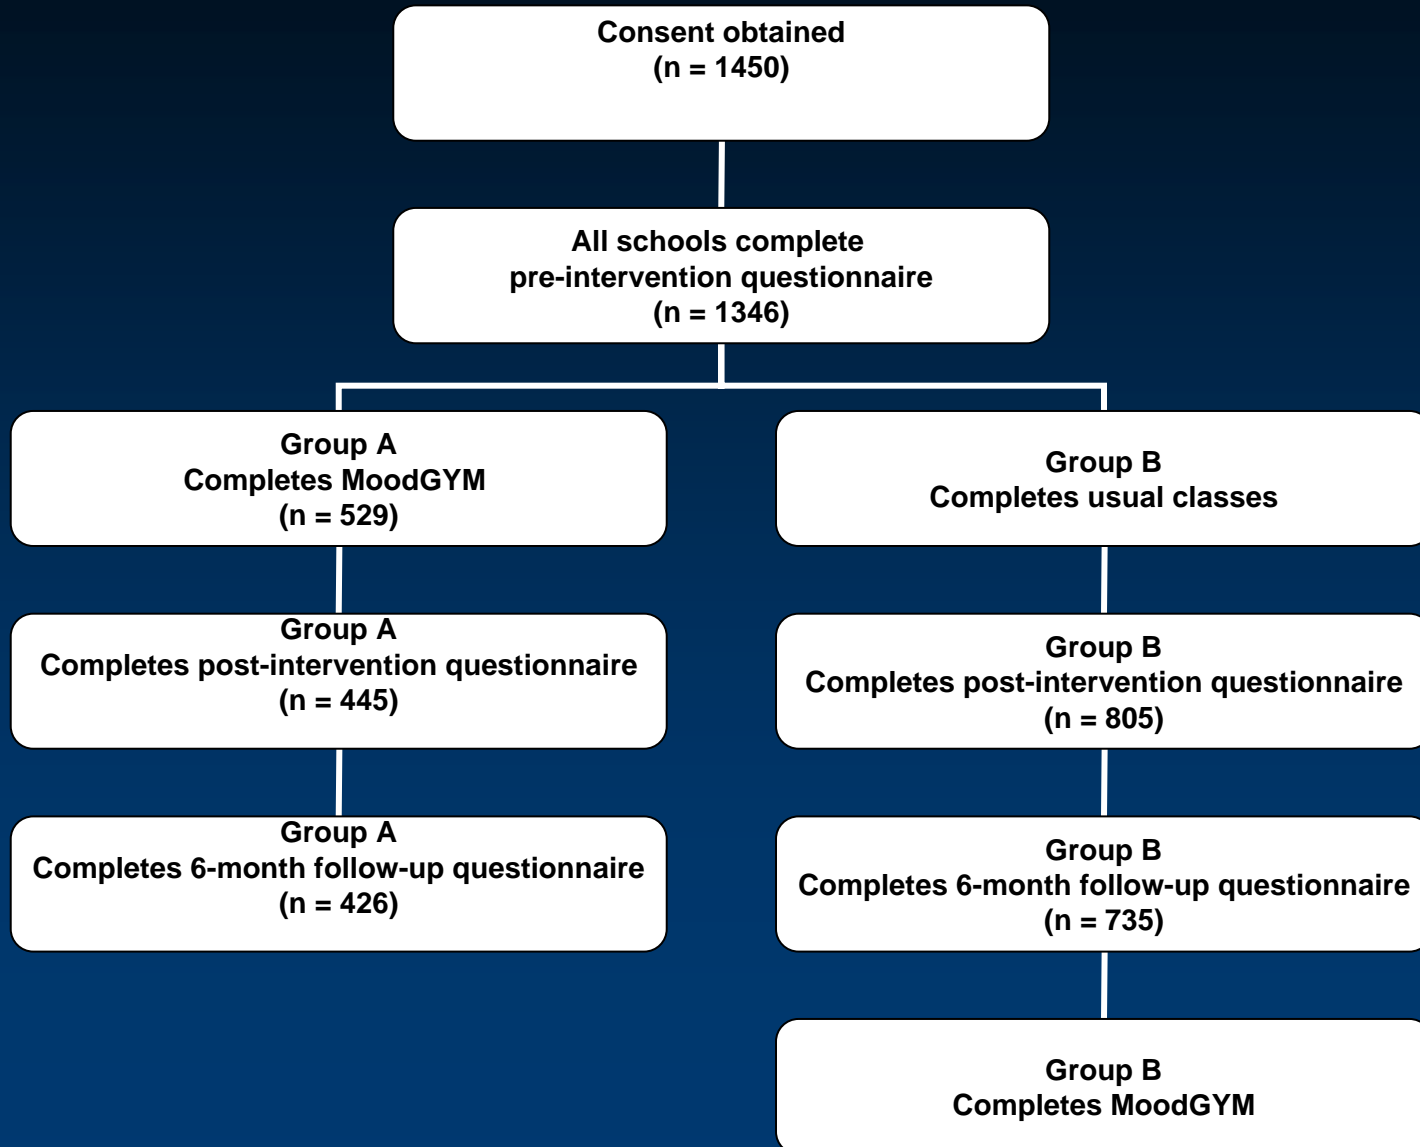 Consent obtained
(n = 1450)
All schools complete
pre-intervention questionnaire
(n = 1346)
Group A
Completes MoodGYM
(n = 529)
Group B
Completes usual classes
Group A
Completes post-intervention questionnaire
(n = 445)
Group B
Completes post-intervention questionnaire
(n = 805)
Group A
Completes 6-month follow-up questionnaire
(n = 426)
Group B
Completes 6-month follow-up questionnaire
(n = 735)
Group B
Completes MoodGYM